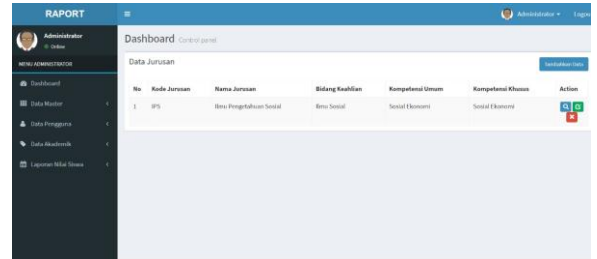 RAPORT
Administrator
Logout
Administrator
Online
MENU ADMINISTRATOR
Dashboard
Data Master
Data Pengguna
Data Akademik
Laporan Nilai Siswa
Dashboard Control panel
Data Jurusan
Tambahkan Data
No Kode Jurusan Nama Jurusan Bidang Keahlian Kompetensi Umum Kompetensi Khusus Action
1 IPS Ilmu Pengetahuan Sosial Ilmu Sosial Sosial Ekonomi Sosial Ekonomi